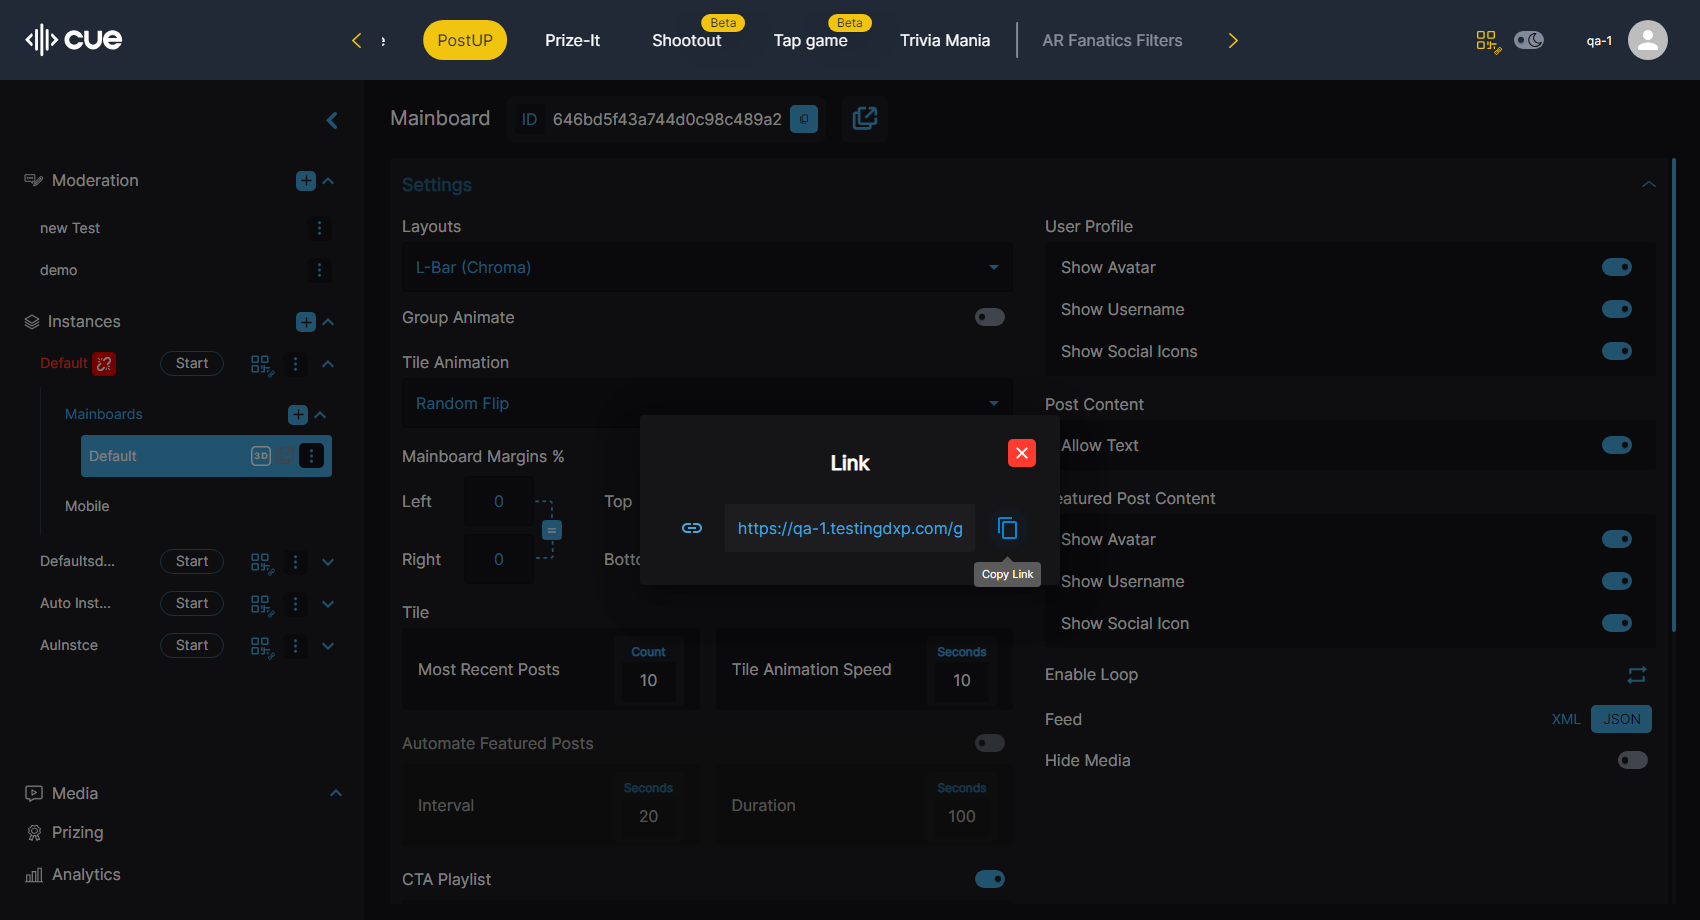 cue
e
PostUP
Prize-It
Beta
Shootout
Beta
Tap game
Trivia Mania
AR Fanatics Filters
qa-1
Mainboard
ID
646bd5f43a744d0c98c489a2
Moderation
new Test
demo
Instances
Default
Start
Mainboards
Default
3D
Mobile
Defaultsd...
Start
Auto Inst...
Start
AuInstce
Start
Media
Prizing
Analytics
Settings
Layouts
L-Bar (Chroma)
Group Animate
Tile Animation
Random Flip
Mainboard Margins %
Left
0
Top
=
Right
0
Botto
Tile
Most Recent Posts
Count
10
Tile Animation Speed
Seconds
10
Automate Featured Posts
Interval
Seconds
20
Duration
Seconds
100
CTA Playlist
User Profile
Show Avatar
Show Username
Show Social Icons
Post Content
Allow Text
eatured Post Content
Show Avatar
Show Username
Show Social Icon
Enable Loop
Feed
XML
JSON
Hide Media
Link
https://qa-1.testingdxp.com/g
Copy Link